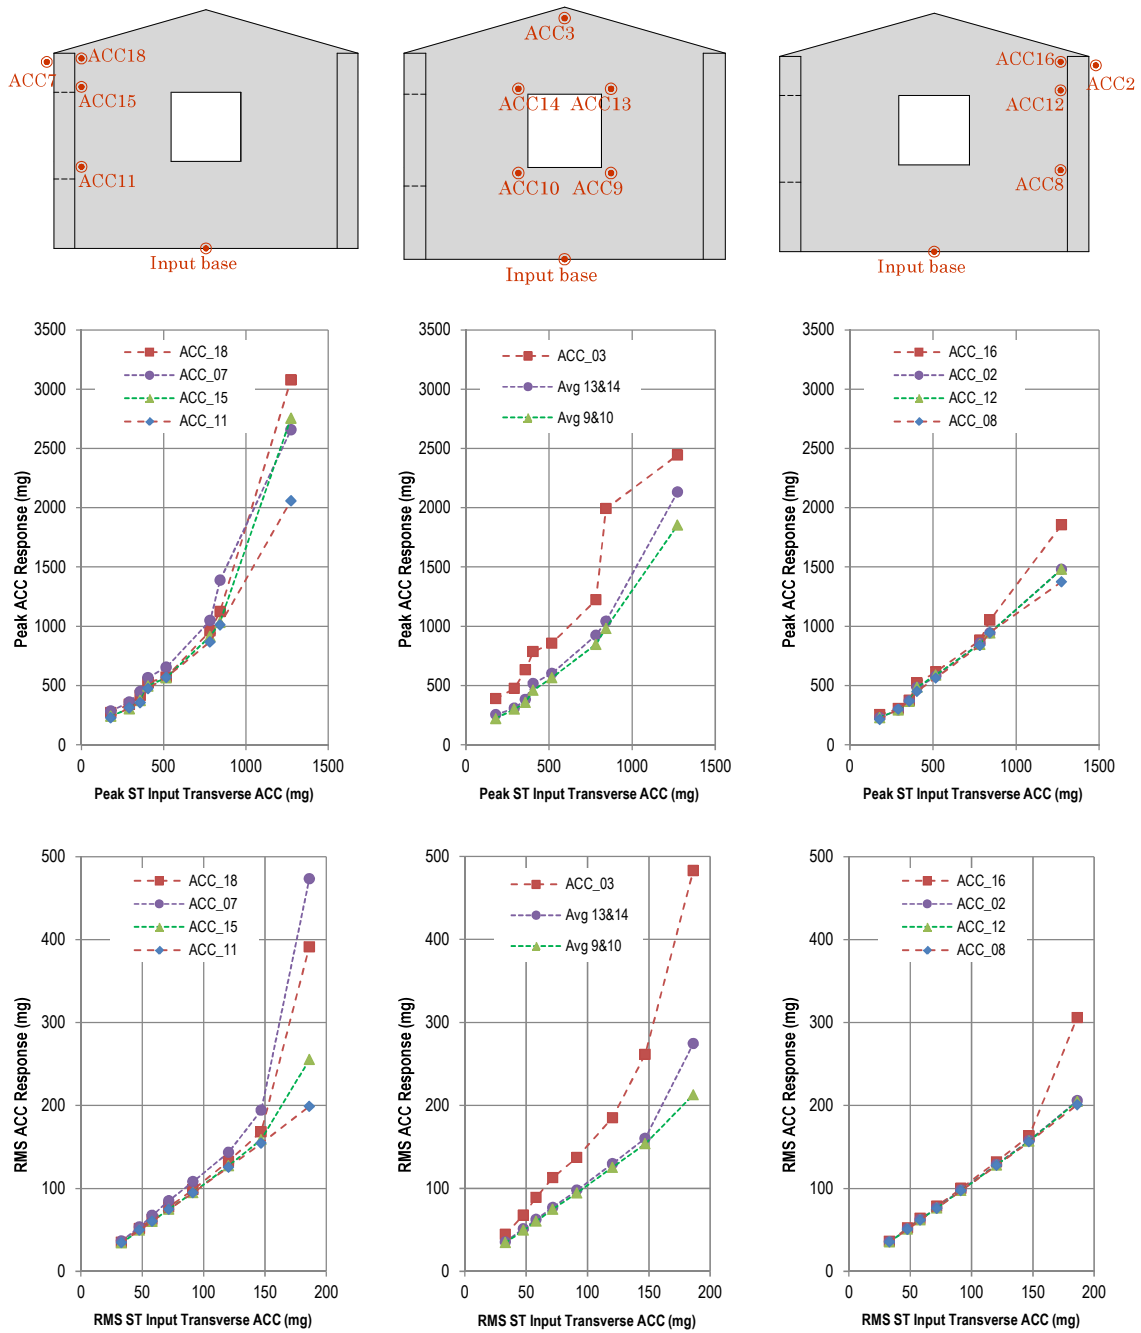 ACC18
ACC7
ACC15
ACC11
Input base
ACC3
ACC14
ACC13
ACC10
ACC9
Input base
ACC16
ACC2
ACC12
ACC8
Input base
3500
3000
2500
2000
1500
1000
500
0
0
500
1000
1500
Peak ACC Response (mg)
Peak ST Input Transverse ACC (mg)
ACC_18
ACC_07
ACC_15
ACC_11
3500
3000
2500
2000
1500
1000
500
0
0
500
1000
1500
Peak ACC Response (mg)
Peak ST Input Transverse ACC (mg)
ACC_03
Avg 13&14
Avg 9&10
3500
3000
2500
2000
1500
1000
500
0
0
500
1000
1500
Peak ACC Response (mg)
Peak ST Input Transverse ACC (mg)
ACC_16
ACC_02
ACC_12
ACC_08
500
400
300
200
100
0
0
50
100
150
200
RMS ACC Response (mg)
RMS ST Input Transverse ACC (mg)
ACC_18
ACC_07
ACC_15
ACC_11
500
400
300
200
100
0
0
50
100
150
200
RMS ACC Response (mg)
RMS ST Input Transverse ACC (mg)
ACC_03
Avg 13&14
Avg 9&10
500
400
300
200
100
0
0
50
100
150
200
RMS ACC Response (mg)
RMS ST Input Transverse ACC (mg)
ACC_16
ACC_02
ACC_12
ACC_08